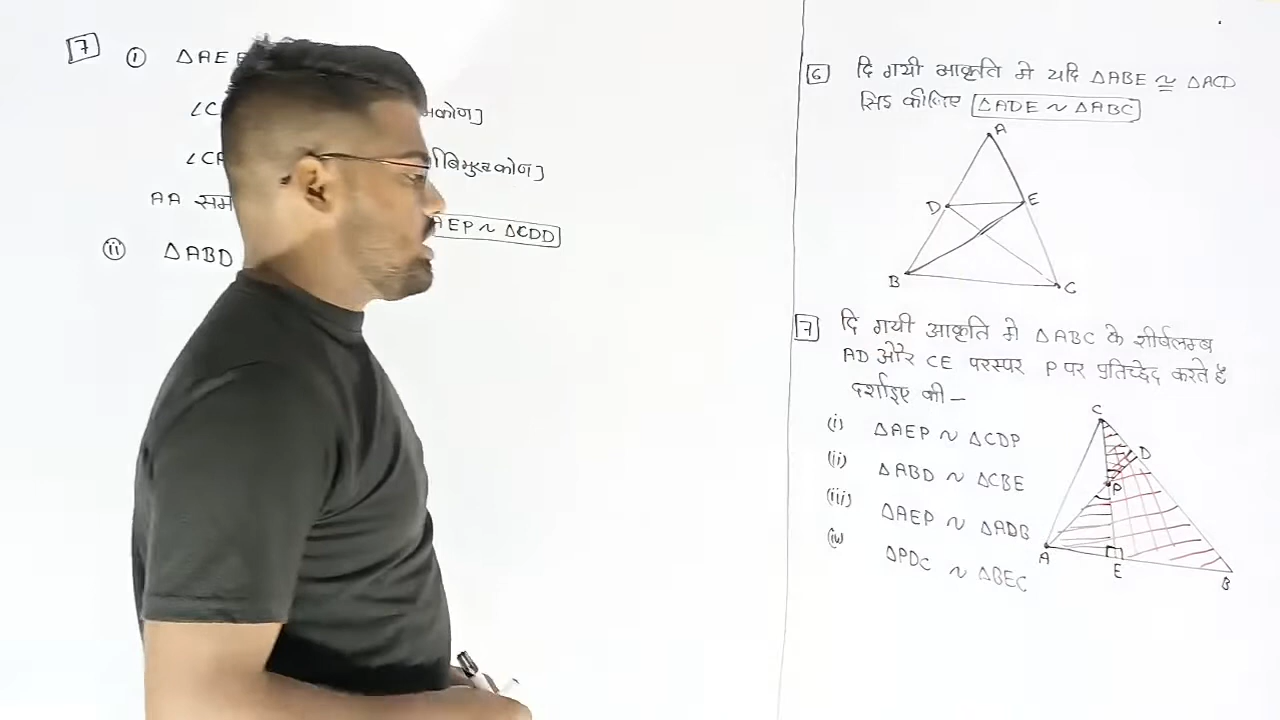 7 (i) ΔAEP
∠C
कोण]
∠CP
भिमुख कोण]
AA सम
AEP ~ ΔCDD
(ii) ΔABD
6 दि गयी आकृति मे यदि ΔABE ≅ ΔACD
सिद्ध कीजिए ΔADE ~ ΔABC
A
D E
B C
7 दि गयी आकृति मे ΔABC के शीर्षलम्ब
AD और CE परस्पर P पर प्रतिच्छेद करते है
दर्शाइए की -
(i) ΔAEP ~ ΔCDP
(ii) ΔABD ~ ΔCBE
(iii) ΔAEP ~ ΔADB
(iv) ΔPDC ~ ΔBEC
C
D
P
A E B